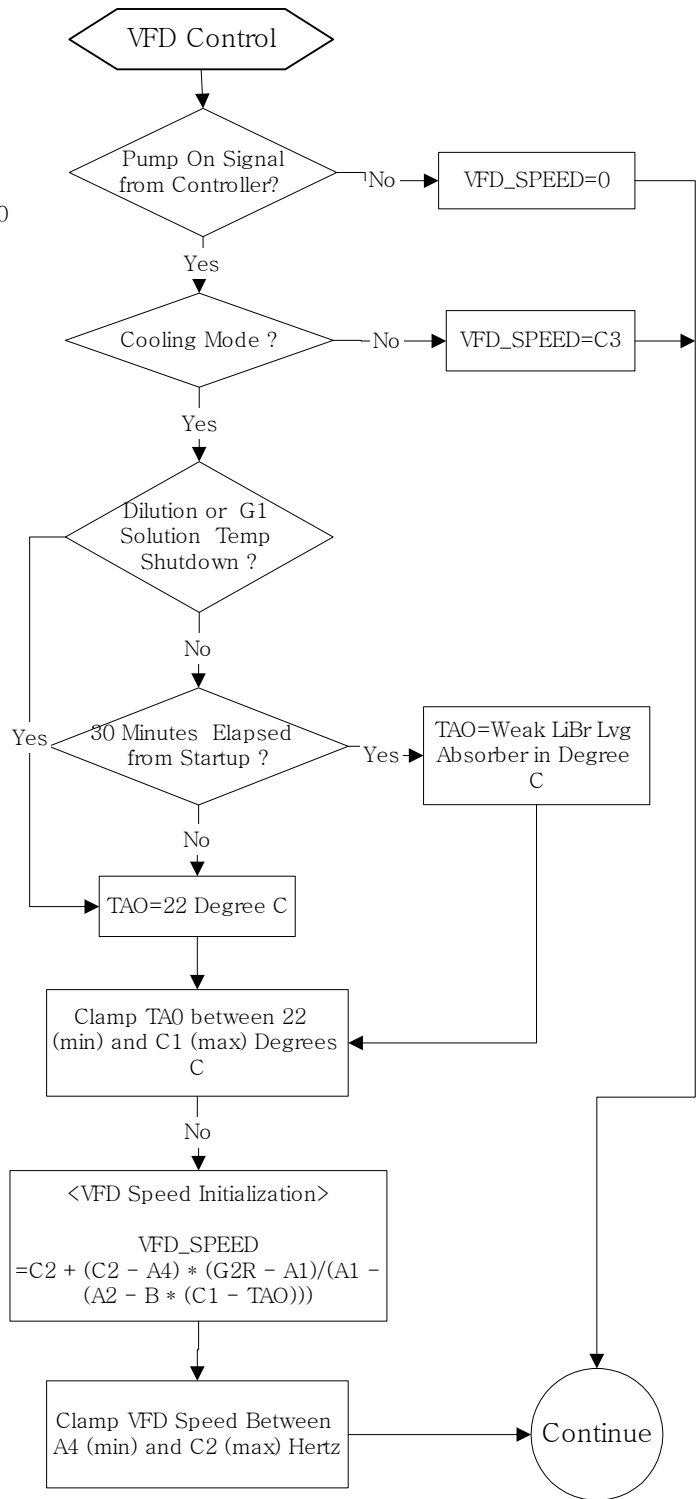 VFD Control
Pump On Signal
from Controller?
No
VFD_SPEED=0
0
Yes
Cooling Mode ?
No
VFD_SPEED=C3
Yes
Dilution or G1
Solution Temp
Shutdown ?
No
Yes
30 Minutes Elapsed
from Startup ?
Yes
TAO=Weak LiBr Lvg
Absorber in Degree
C
No
TAO=22 Degree C
Clamp TA0 between 22
(min) and C1 (max) Degrees
C
No
<VFD Speed Initialization>
VFD_SPEED
=C2 + (C2 - A4) * (G2R - A1)/(A1 -
(A2 - B * (C1 - TAO)))
Clamp VFD Speed Between
A4 (min) and C2 (max) Hertz
Continue